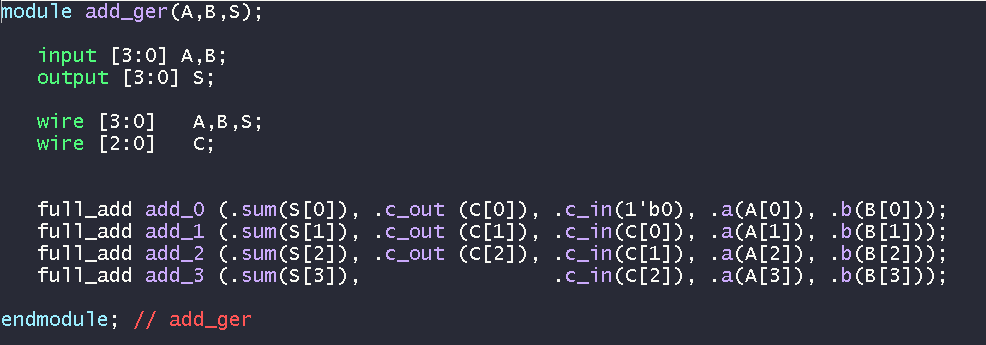 module add_ger(A,B,S);
input [3:0] A,B;
output [3:0] S;
wire [3:0]   A,B,S;
wire [2:0]   C;
full_add add_0 (.sum(S[0]), .c_out (C[0]), .c_in(1'b0), .a(A[0]), .b(B[0]));
full_add add_1 (.sum(S[1]), .c_out (C[1]), .c_in(C[0]), .a(A[1]), .b(B[1]));
full_add add_2 (.sum(S[2]), .c_out (C[2]), .c_in(C[1]), .a(A[2]), .b(B[2]));
full_add add_3 (.sum(S[3]),                .c_in(C[2]), .a(A[3]), .b(B[3]));
endmodule; // add_ger